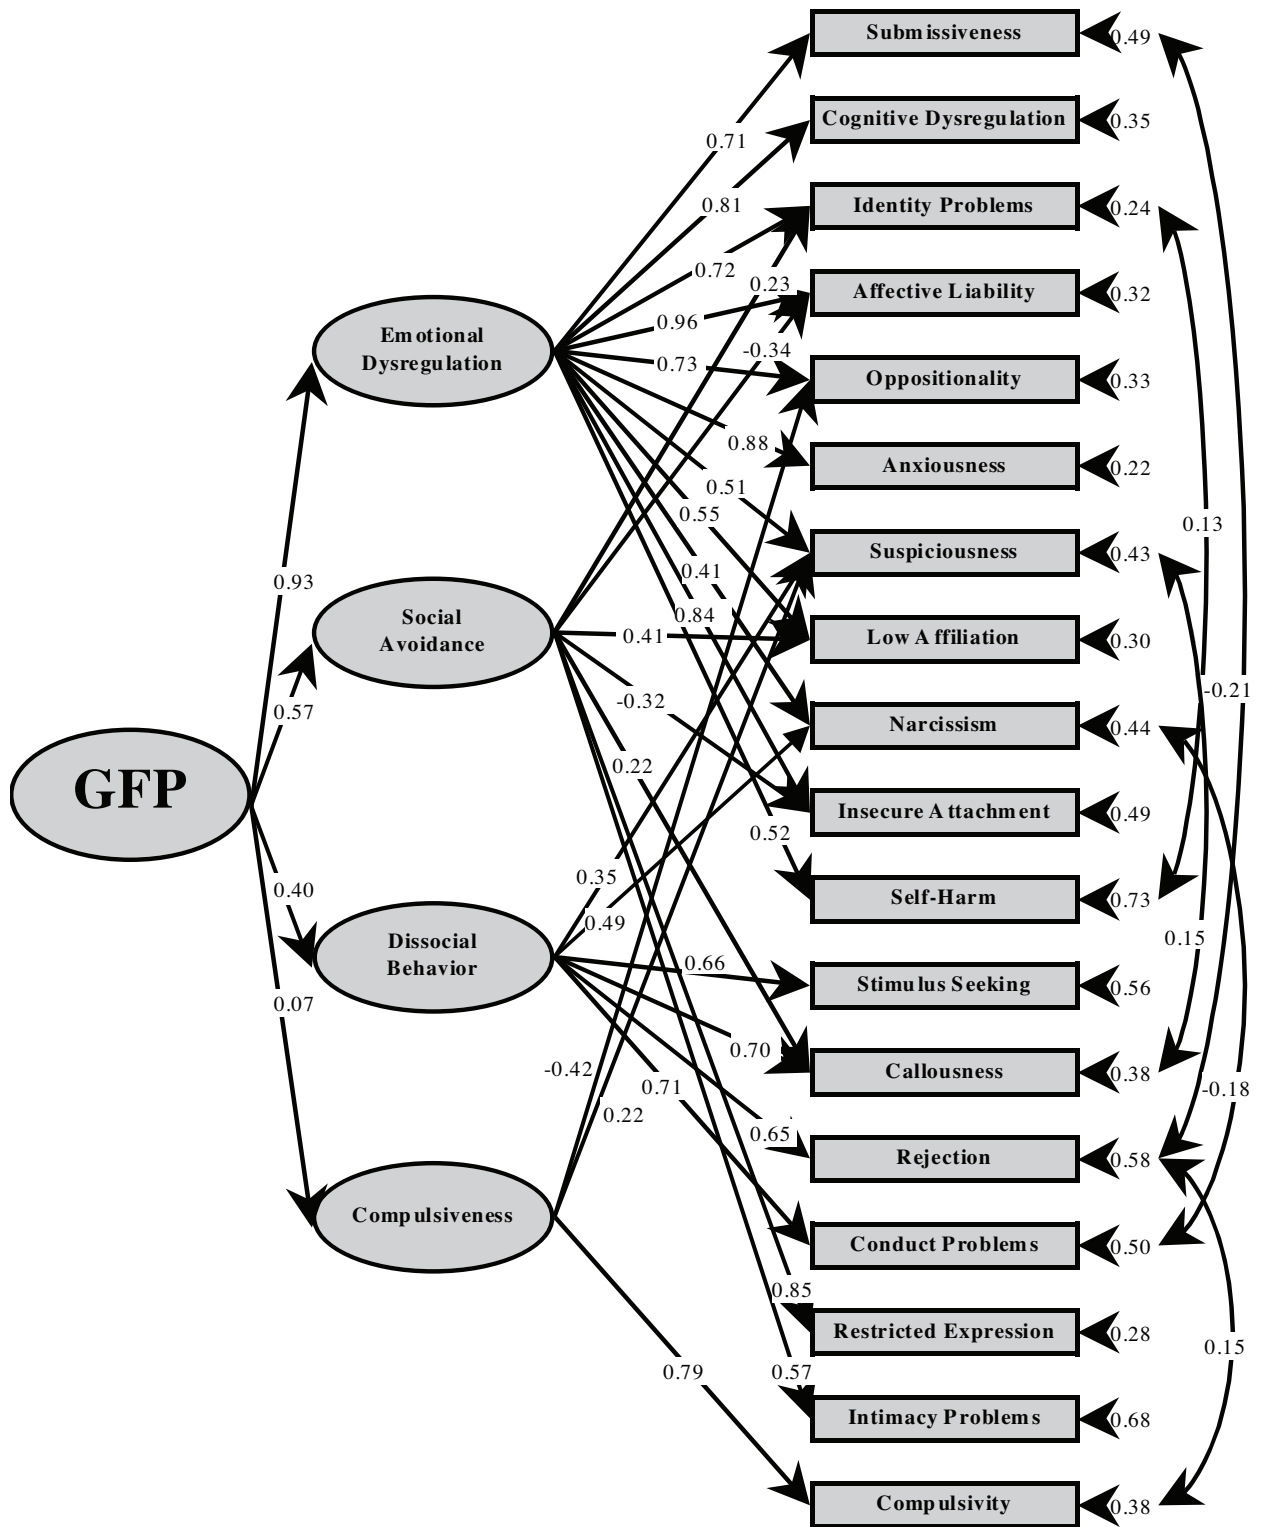 Submissiveness
0.49
Cognitive Dysregulation
0.35
Identity Problems
0.24
Affective Liability
0.32
Oppositionality
0.33
Anxiousness
0.22
Suspiciousness
0.43
Low Affiliation
0.30
Narcissism
0.44
Insecure Attachment
0.49
Self-Harm
0.73
Stimulus Seeking
0.56
Callousness
0.38
Rejection
0.58
Conduct Problems
0.50
Restricted Expression
0.28
Intimacy Problems
0.68
Compulsivity
0.38
Emotional
Dysregulation
Social
Avoidance
Dissocial
Behavior
Compulsiveness
GFP
0.93
0.57
0.40
0.07
0.71
0.81
0.72
0.23
0.96
-0.34
0.73
0.88
0.51
0.55
0.41
0.84
0.41
-0.32
0.22
0.52
0.35
0.49
0.66
0.70
-0.42
0.71
0.22
0.65
0.85
0.57
0.79
0.13
-0.21
0.15
-0.18
0.15